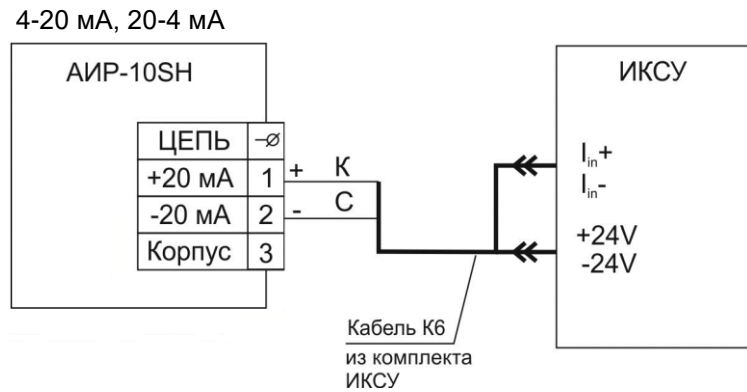 4-20 мА, 20-4 мА
АИР-10SH
ИКСУ
ЦЕПЬ -Ø
+20 мА 1 + К
-20 мА 2 - С
Корпус 3
Iin+
Iin-
+24V
-24V
Кабель К6
из комплекта
ИКСУ